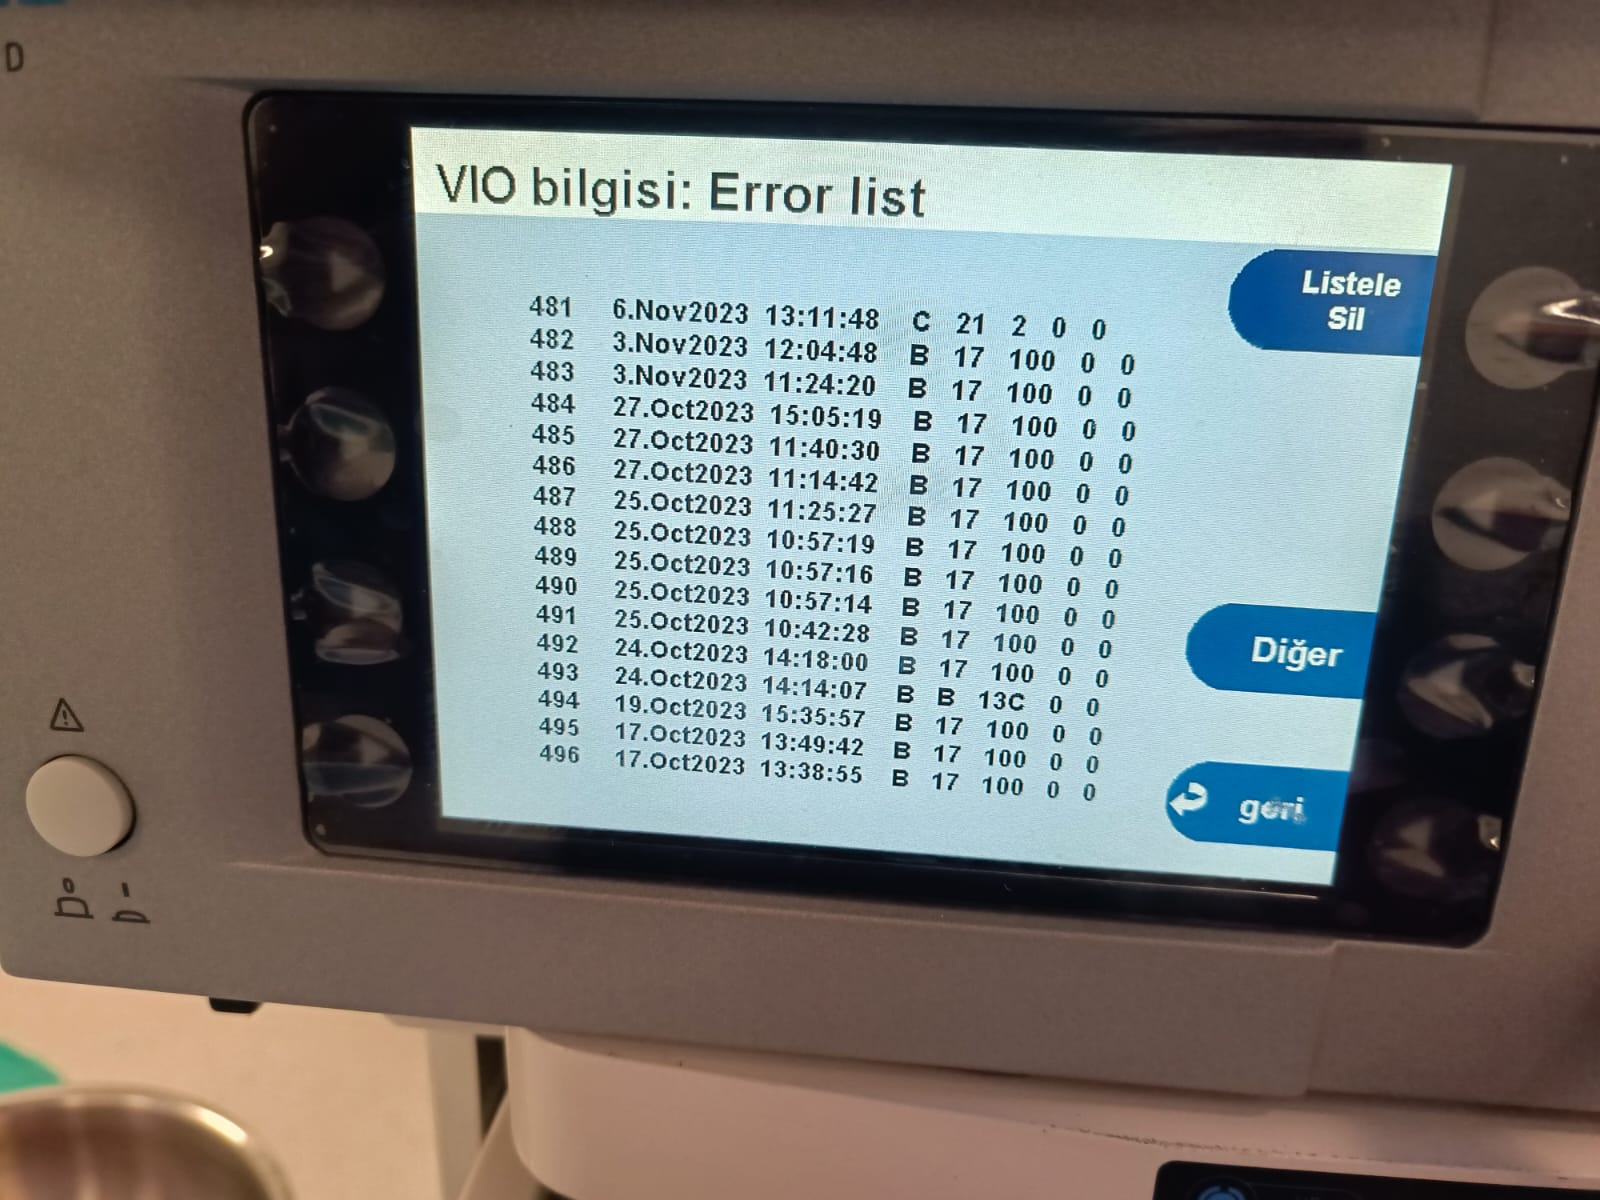 D
VIO bilgisi: Error list
Listele
Sil
481 6.Nov2023 13:11:48 C 21 2 0 0
482 3.Nov2023 12:04:48 B 17 100 0 0
483 3.Nov2023 11:24:20 B 17 100 0 0
484 27.Oct2023 15:05:19 B 17 100 0 0
485 27.Oct2023 11:40:30 B 17 100 0 0
486 27.Oct2023 11:14:42 B 17 100 0 0
487 25.Oct2023 11:25:27 B 17 100 0 0
488 25.Oct2023 10:57:19 B 17 100 0 0
489 25.Oct2023 10:57:16 B 17 100 0 0
490 25.Oct2023 10:57:14 B 17 100 0 0
491 25.Oct2023 10:42:28 B 17 100 0 0
492 24.Oct2023 14:18:00 B 17 100 0 0
493 24.Oct2023 14:14:07 B B 13C 0 0
494 19.Oct2023 15:35:57 B 17 100 0 0
495 17.Oct2023 13:49:42 B 17 100 0 0
496 17.Oct2023 13:38:55 B 17 100 0 0
Diğer
geri